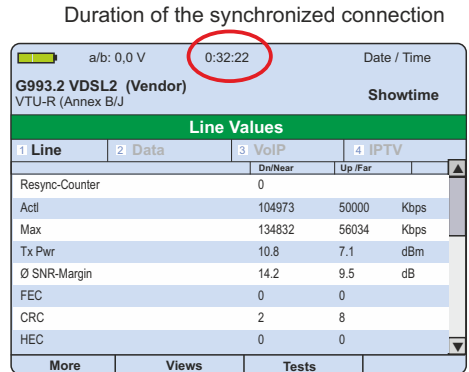 Duration of the synchronized connection
a/b: 0,0 V 0:32:22 Date / Time
G993.2 VDSL2 (Vendor)
VTU-R (Annex B/J Showtime
Line Values
1 Line 2 Data 3 VoIP 4 IPTV
Dn/Near Up /Far
Resync-Counter 0
Actl 104973 50000 Kbps
Max 134832 56034 Kbps
Tx Pwr 10.8 7.1 dBm
Ø SNR-Margin 14.2 9.5 dB
FEC 0 0
CRC 2 8
HEC 0 0
More Views Tests